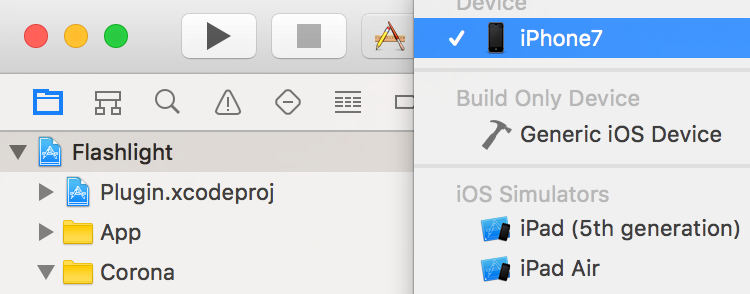 Device
iPhone7
Build Only Device
Generic iOS Device
iOS Simulators
iPad (5th generation)
iPad Air
Flashlight
Plugin.xcodeproj
App
Corona